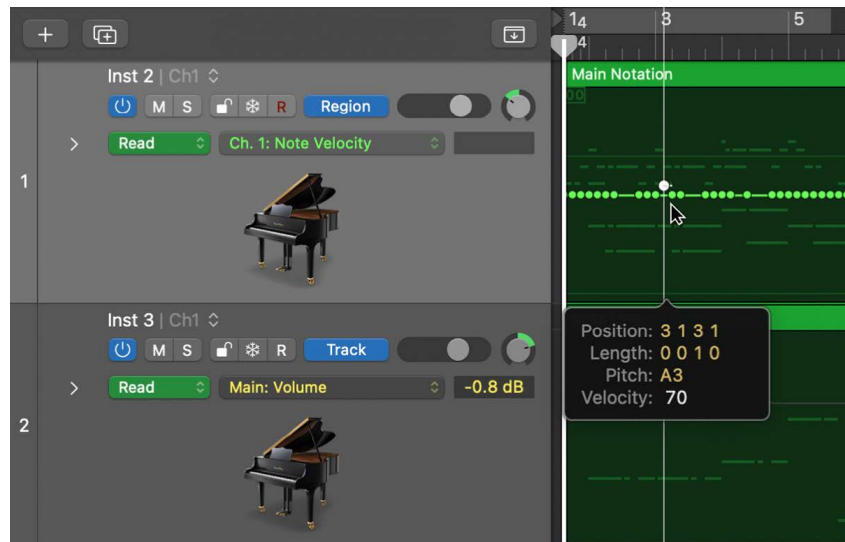 1 3 5
4
4
Inst 2 | Ch1
Main Notation
M S R Region
Read Ch. 1: Note Velocity
1
Inst 3 | Ch1
M S R Track
Read Main: Volume -0.8 dB
2
Position: 3 1 3 1
Length: 0 0 1 0
Pitch: A3
Velocity: 70